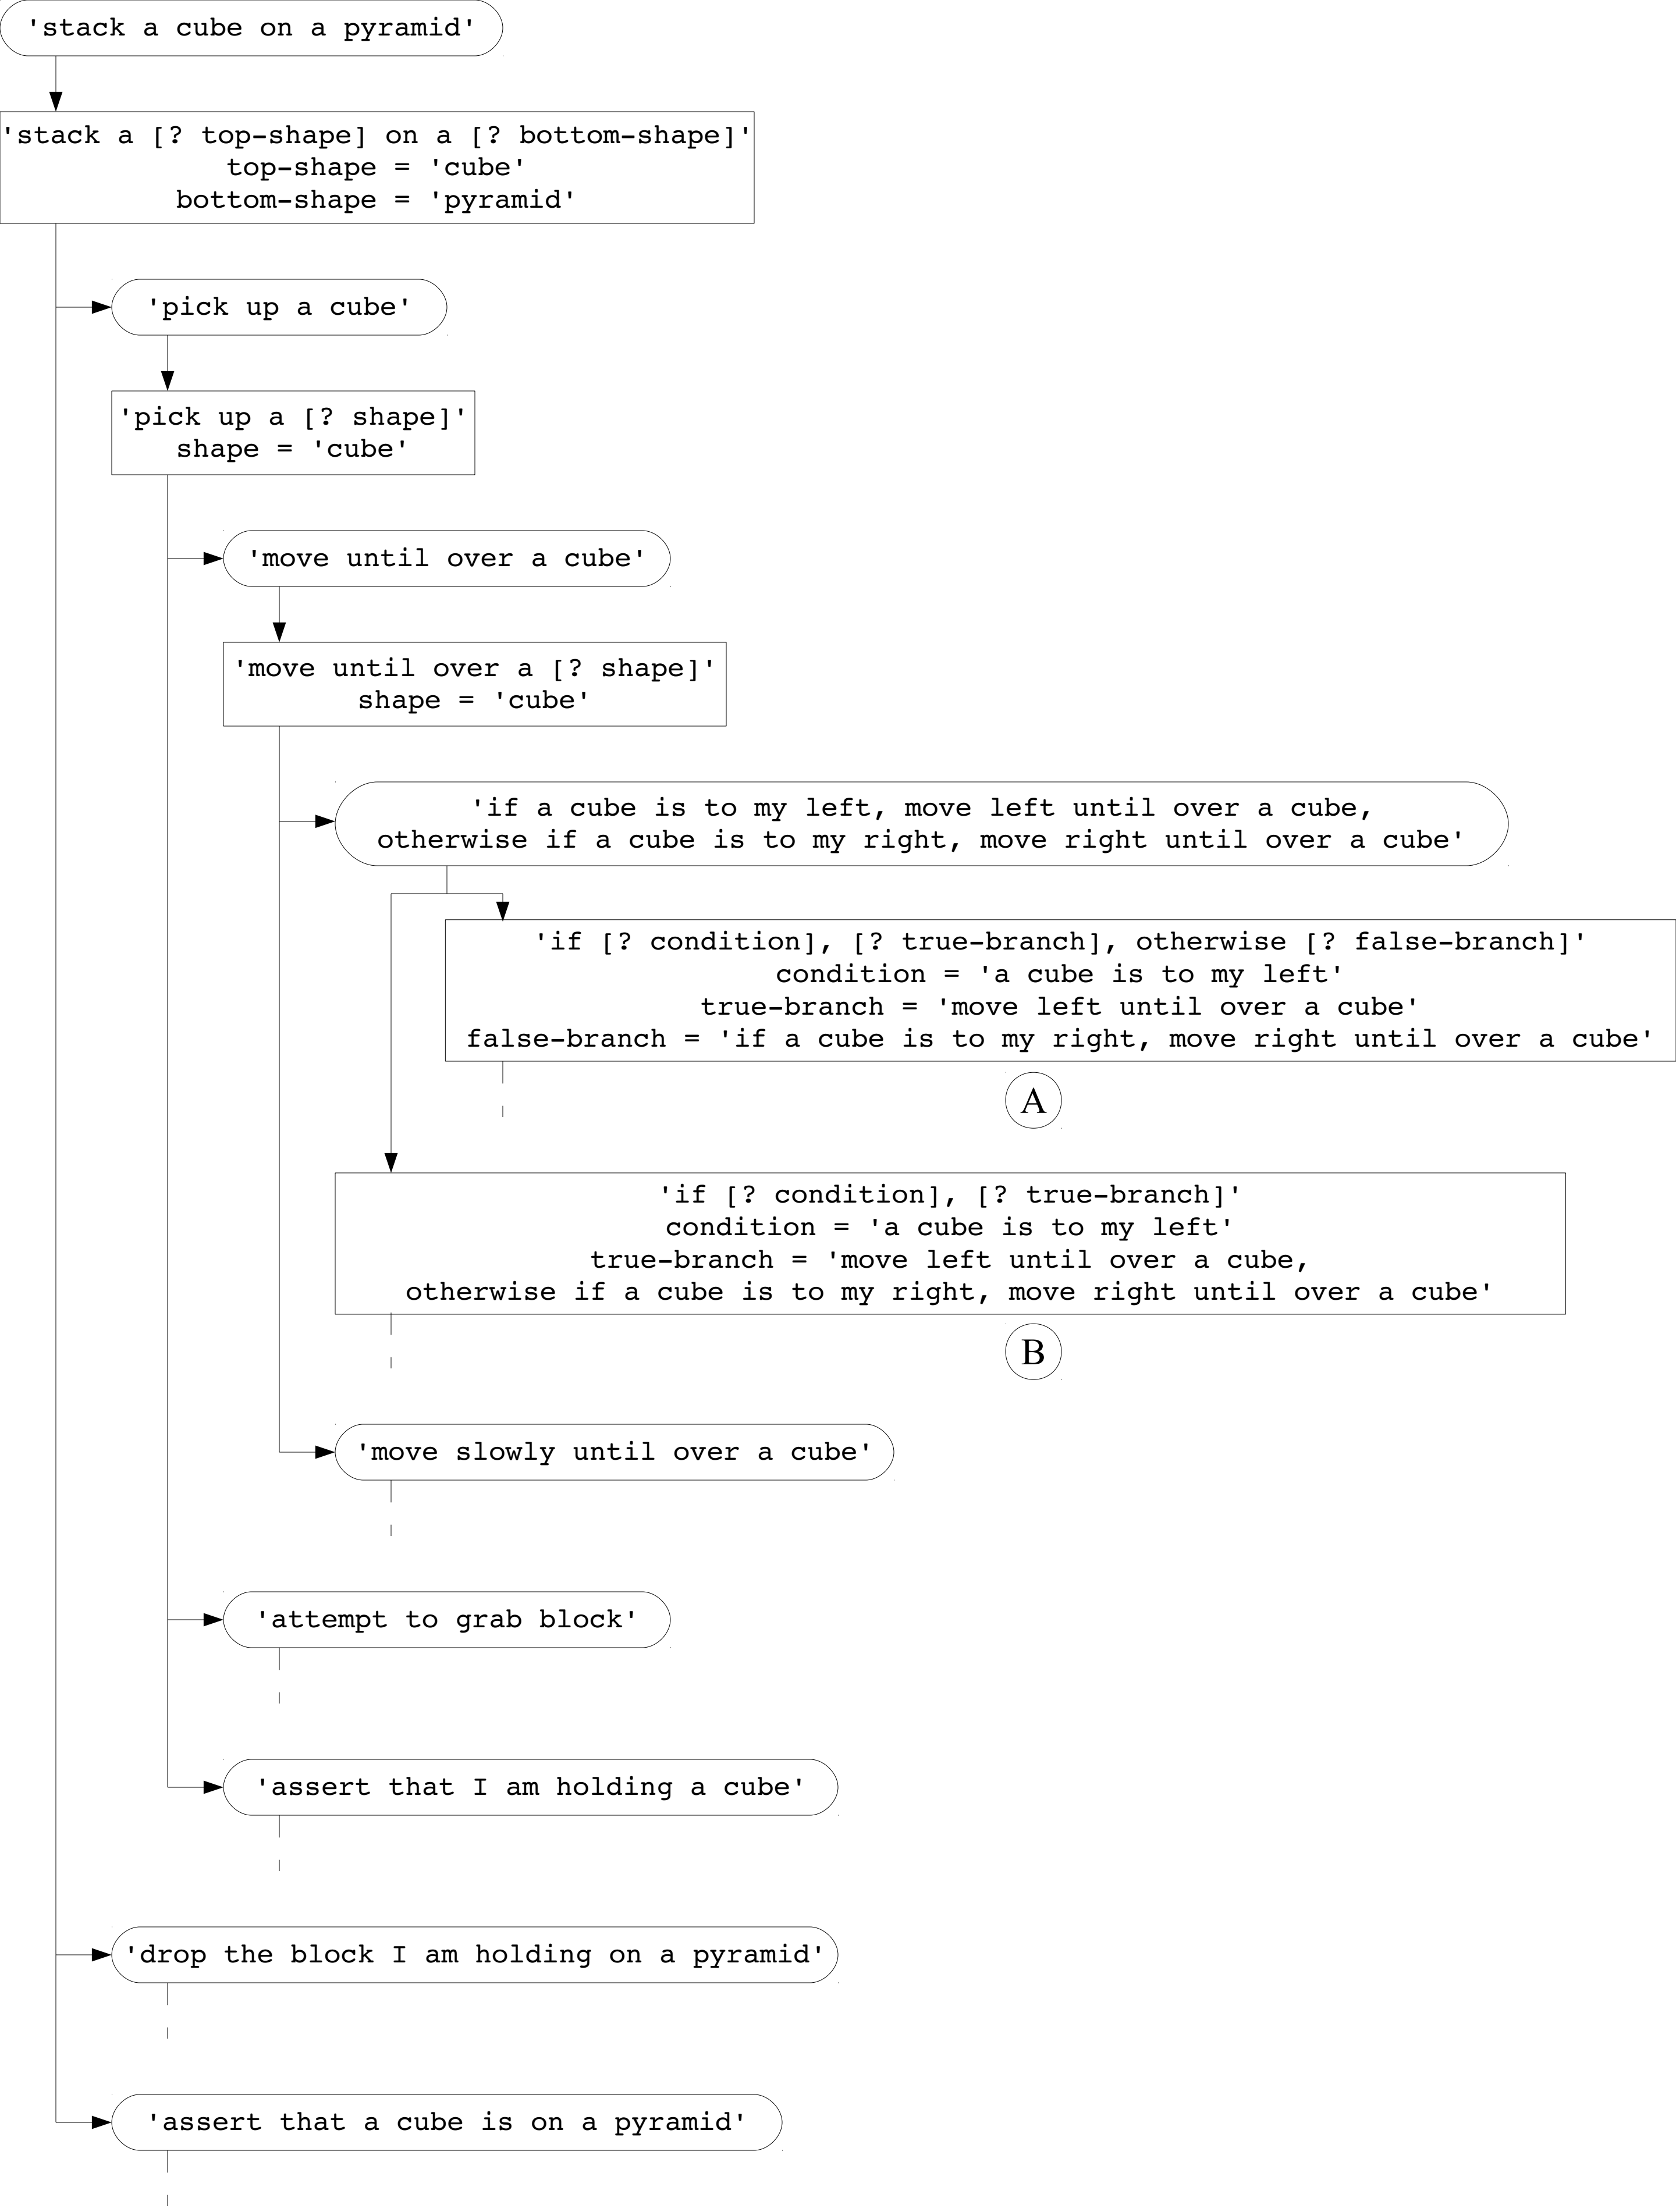 'stack a cube on a pyramid'
'stack a [? top-shape] on a [? bottom-shape]'
top-shape = 'cube'
bottom-shape = 'pyramid'
'pick up a cube'
'pick up a [? shape]'
shape = 'cube'
'move until over a cube'
'move until over a [? shape]'
shape = 'cube'
'if a cube is to my left, move left until over a cube,
otherwise if a cube is to my right, move right until over a cube'
'if [? condition], [? true-branch], otherwise [? false-branch]'
condition = 'a cube is to my left'
true-branch = 'move left until over a cube'
false-branch = 'if a cube is to my right, move right until over a cube'
A
'if [? condition], [? true-branch]'
condition = 'a cube is to my left'
true-branch = 'move left until over a cube,
otherwise if a cube is to my right, move right until over a cube'
B
'move slowly until over a cube'
'attempt to grab block'
'assert that I am holding a cube'
'drop the block I am holding on a pyramid'
'assert that a cube is on a pyramid'